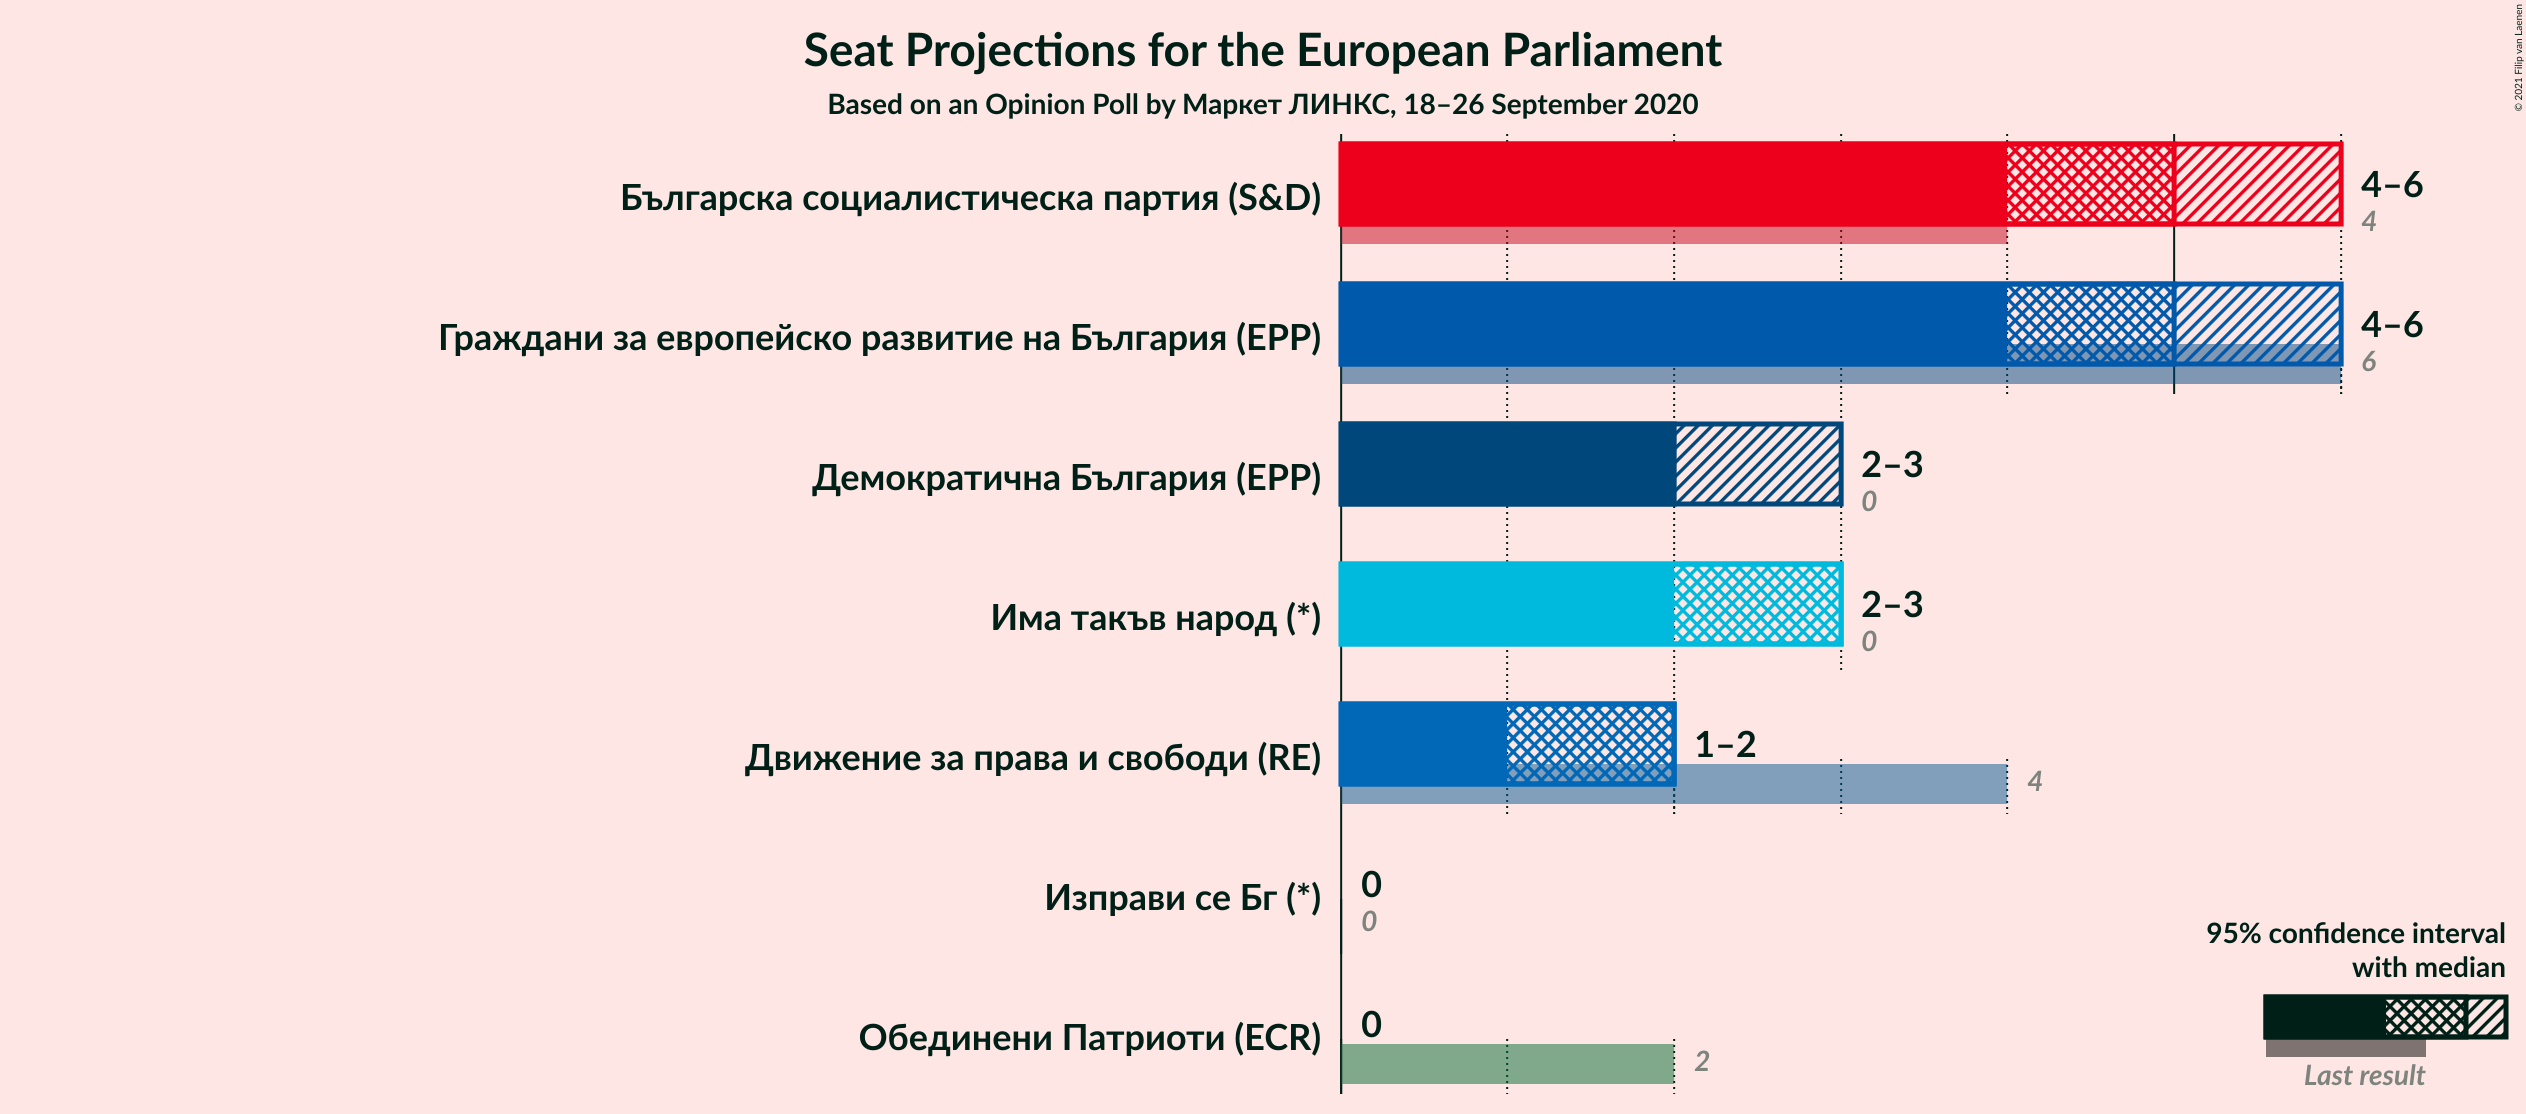 Seat Projections for the European Parliament
Based on an Opinion Poll by Маркет ЛИНКС, 18–26 September 2020
© 2021 Filip van Laenen
Българска социалистическа партия (S&D)
4–6
4
Граждани за европейско развитие на България (EPP)
4–6
6
Демократична България (EPP)
2–3
0
Има такъв народ (*)
2–3
0
Движение за права и свободи (RE)
1–2
4
Изправи се Бг (*)
0
0
Обединени Патриоти (ECR)
0
2
95% confidence interval
with median
Last result